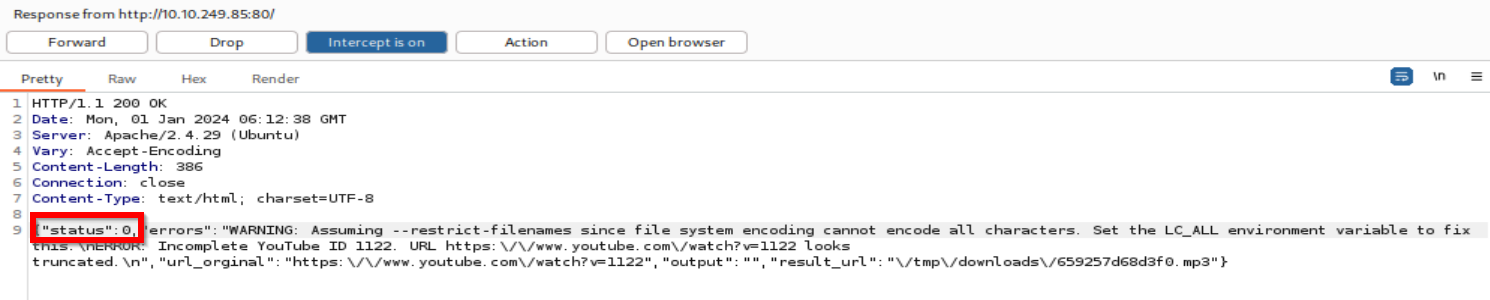 Response from http://10.10.249.85:80/
Forward Drop Intercept is on Action Open browser
Pretty Raw Hex Render \n
1 HTTP/1.1 200 OK
2 Date: Mon, 01 Jan 2024 06:12:38 GMT
3 Server: Apache/2.4.29 (Ubuntu)
4 Vary: Accept-Encoding
5 Content-Length: 386
6 Connection: close
7 Content-Type: text/html; charset=UTF-8
8
9 {"status":0,"errors":"WARNING: Assuming --restrict-filenames since file system encoding cannot encode all characters. Set the LC_ALL environment variable to fix
this.\nERROR: Incomplete YouTube ID 1122. URL https:\/\/www.youtube.com\/watch?v=1122 looks
truncated.\n","url_orginal":"https:\/\/www.youtube.com\/watch?v=1122","output":"","result_url":"\/tmp\/downloads\/659257d68d3f0.mp3"}